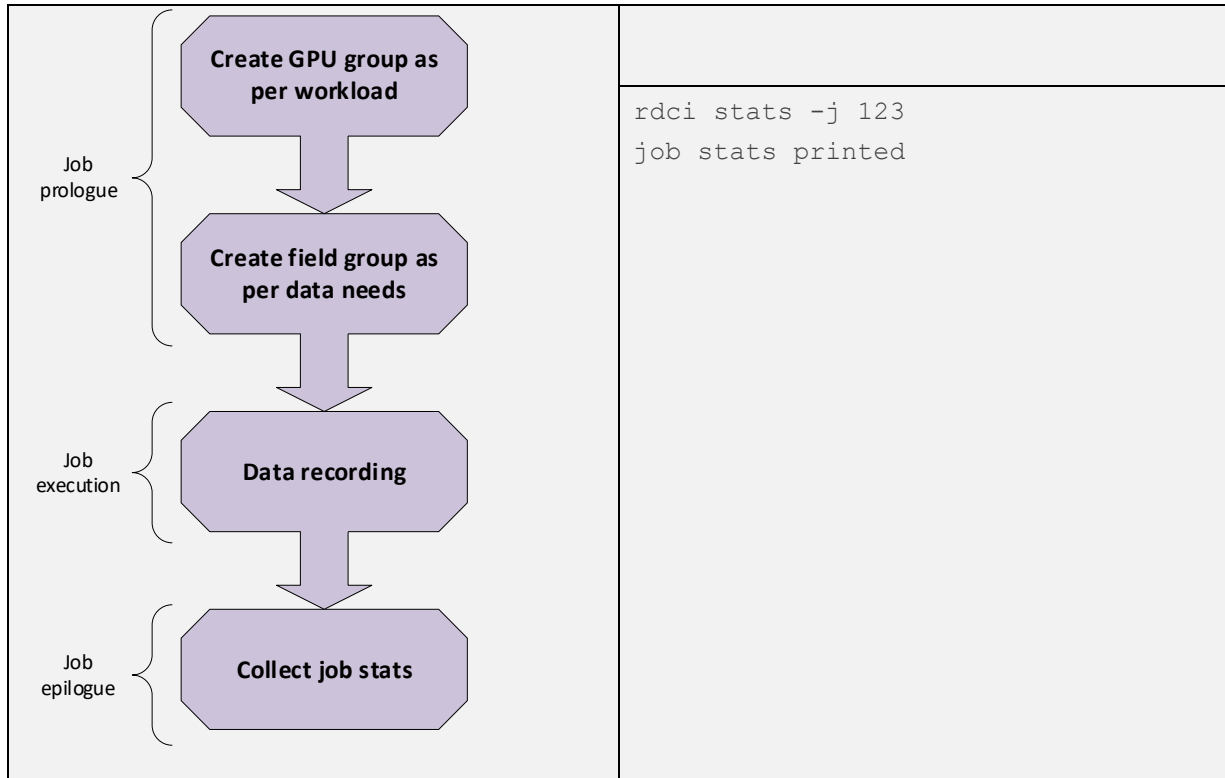 Create GPU group as
per workload
Job
prologue
Create field group as
per data needs
Job
execution
Data recording
Job
epilogue
Collect job stats
rdci stats -j 123
job stats printed